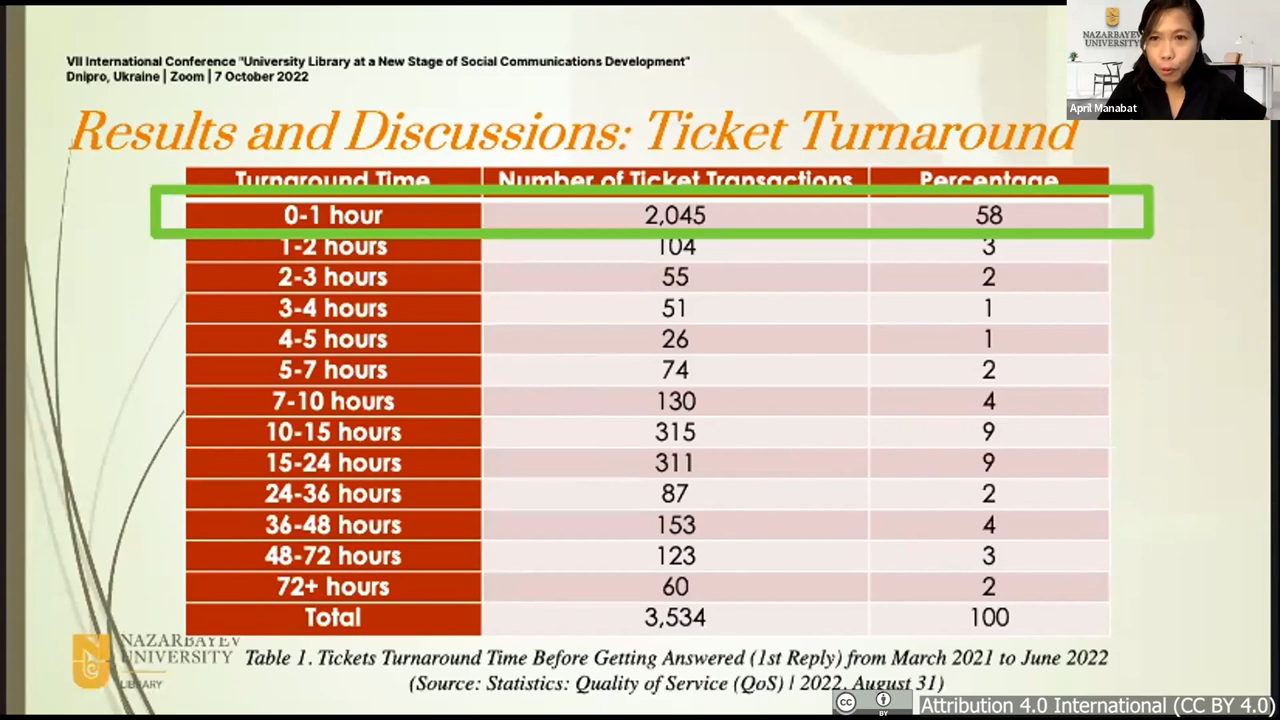 VII International Conference "University Library at a New Stage of Social Communications Development"
Dnipro, Ukraine | Zoom | 7 October 2022
NAZARBAYEV
UNIVERSITY
April Manabat
Results and Discussions: Ticket Turnaround
Turnaround Time Number of Ticket Transactions Percentage
0-1 hour 2,045 58
1-2 hours 104 3
2-3 hours 55 2
3-4 hours 51 1
4-5 hours 26 1
5-7 hours 74 2
7-10 hours 130 4
10-15 hours 315 9
15-24 hours 311 9
24-36 hours 87 2
36-48 hours 153 4
48-72 hours 123 3
72+ hours 60 2
Total 3,534 100
NAZARBAYEV
UNIVERSITY
LIBRARY
Table 1. Tickets Turnaround Time Before Getting Answered (1st Reply) from March 2021 to June 2022
(Source: Statistics: Quality of Service (QoS) | 2022, August 31)
cc BY
Attribution 4.0 International (CC BY 4.0)